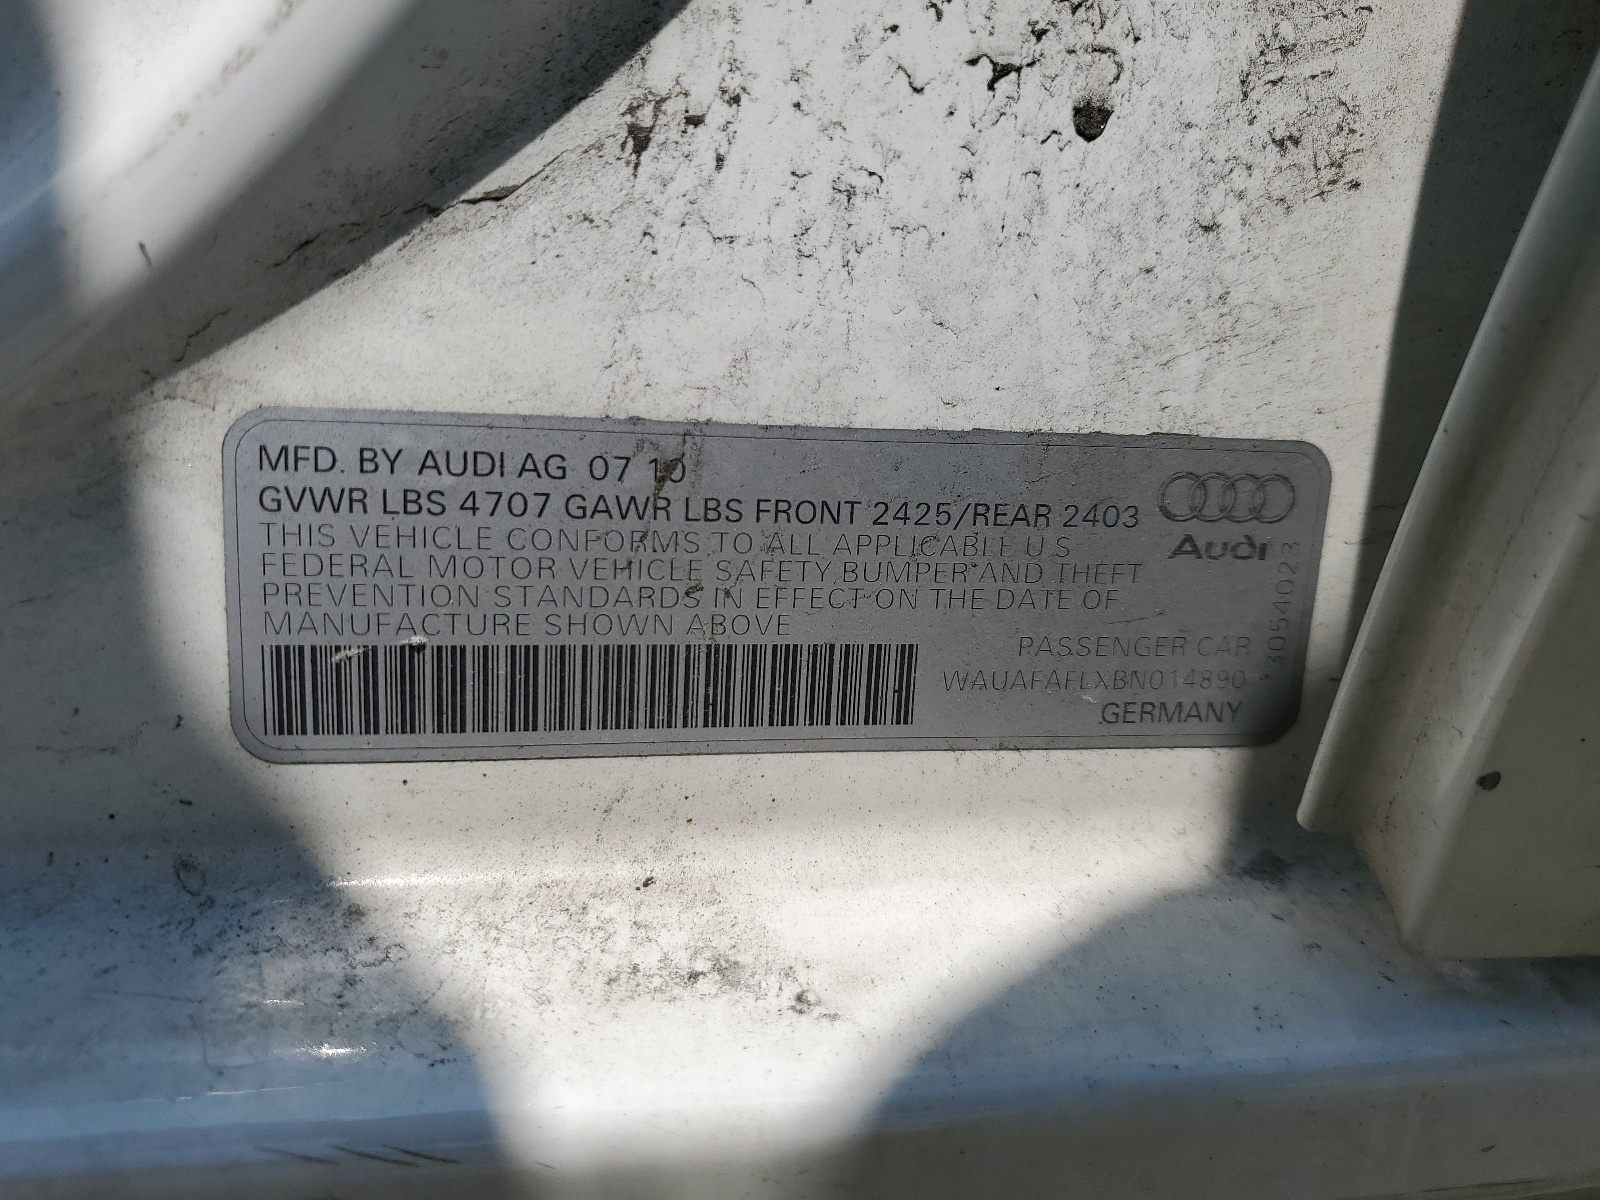 MFD. BY AUDI AG 07 10
GVWR LBS 4707 GAWR LBS FRONT 2425/REAR 2403
THIS VEHICLE CONFORMS TO ALL APPLICABLE U S
FEDERAL MOTOR VEHICLE SAFETY, BUMPER AND THEFT
PREVENTION STANDARDS IN EFFECT ON THE DATE OF
MANUFACTURE SHOWN ABOVE
Audi
PASSENGER CAR
WAUAFAFLXBN014890
GERMANY